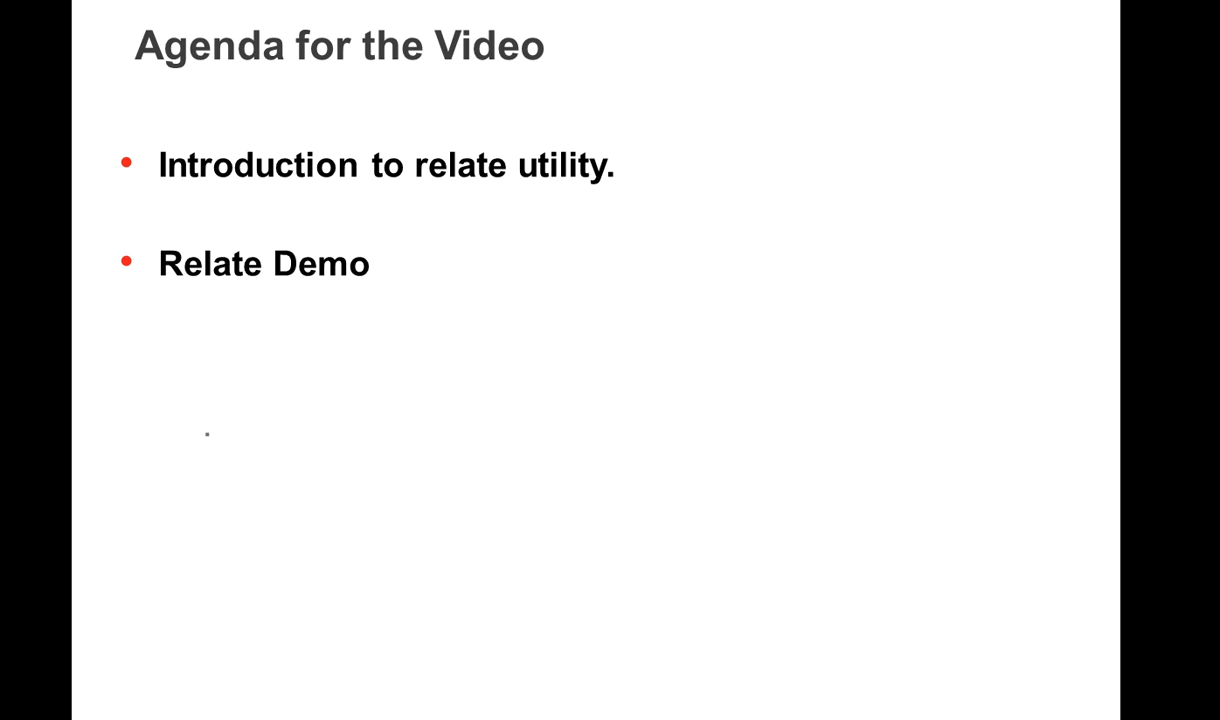 Agenda for the Video
• Introduction to relate utility.
• Relate Demo
.